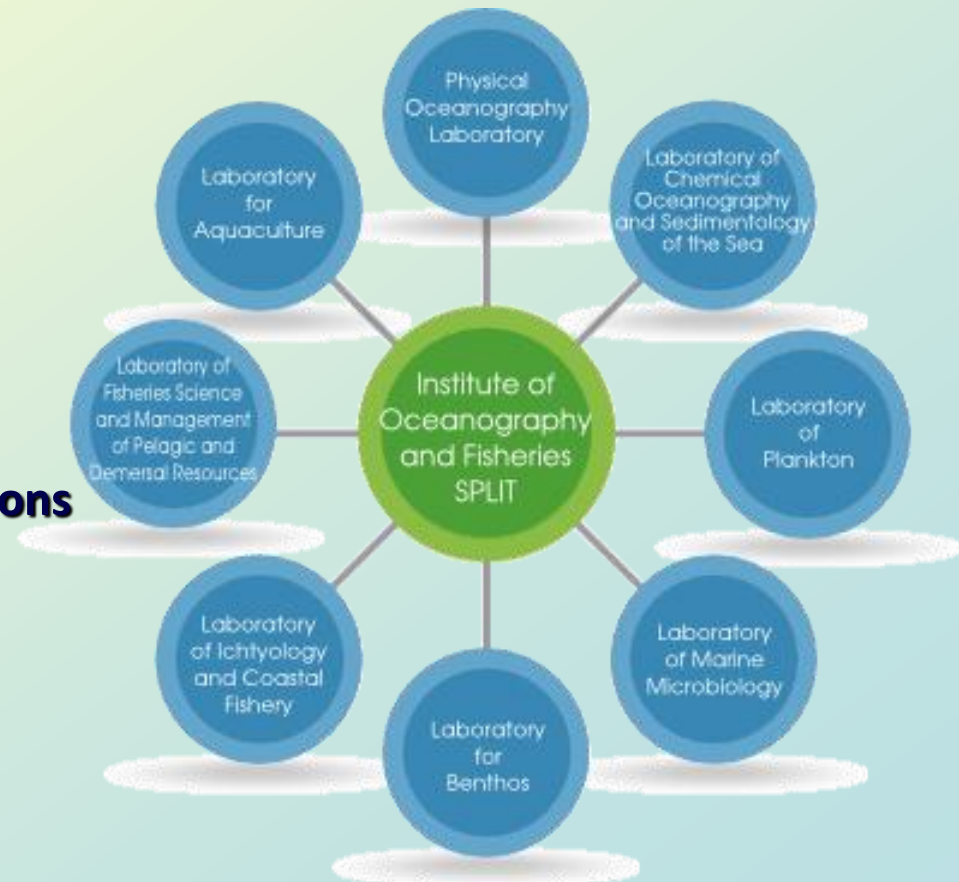 Physical
Oceanography
Laboratory
Laboratory of
Chemical
Oceanography
and Sedimentology
of the Sea
Laboratory
of
Plankton
Laboratory
of Marine
Microbiology
Laboratory
for
Benthos
Laboratory
of Ichtyology
and Coastal
Fishery
Laboratory of
Fisheries Science
and Management
of Pelagic and
Demersal Resources
Laboratory
for
Aquaculture
Institute of
Oceanography
and Fisheries
SPLIT
ons